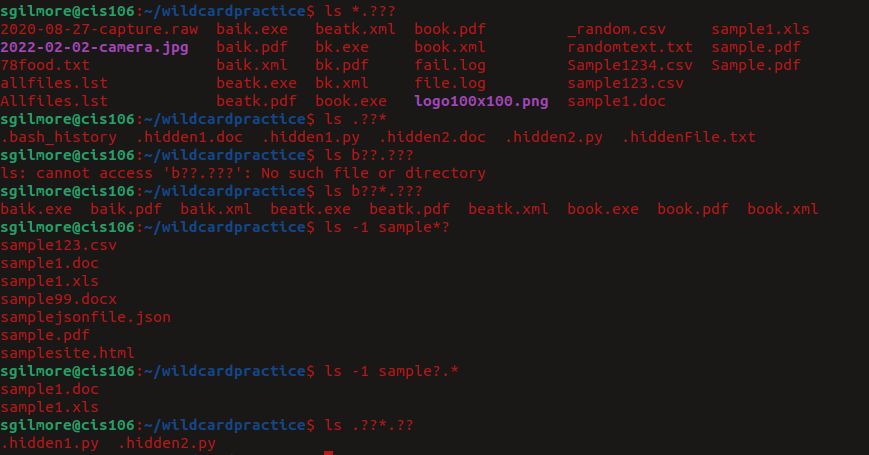 sgilmore@cis106:~/wildcardpractice$ ls *.???
2020-08-27-capture.raw  baik.exe   beatk.xml  book.pdf         _random.csv     sample1.xls
2022-02-02-camera.jpg   baik.pdf   bk.exe     book.xml         randomtext.txt  sample.pdf
78food.txt              baik.xml   bk.pdf     fail.log         Sample1234.csv  Sample.pdf
allfiles.lst            beatk.exe  bk.xml     file.log         sample123.csv
Allfiles.lst            beatk.pdf  book.exe   logo100x100.png  sample1.doc
sgilmore@cis106:~/wildcardpractice$ ls .??*
.bash_history  .hidden1.doc  .hidden1.py  .hidden2.doc  .hidden2.py  .hiddenFile.txt
sgilmore@cis106:~/wildcardpractice$ ls b??.???
ls: cannot access 'b??.???': No such file or directory
sgilmore@cis106:~/wildcardpractice$ ls b??*.???
baik.exe  baik.pdf  baik.xml  beatk.exe  beatk.pdf  beatk.xml  book.exe  book.pdf  book.xml
sgilmore@cis106:~/wildcardpractice$ ls -1 sample*?
sample123.csv
sample1.doc
sample1.xls
sample99.docx
samplejsonfile.json
sample.pdf
samplesite.html
sgilmore@cis106:~/wildcardpractice$ ls -1 sample?.*
sample1.doc
sample1.xls
sgilmore@cis106:~/wildcardpractice$ ls .??*.??
.hidden1.py  .hidden2.py